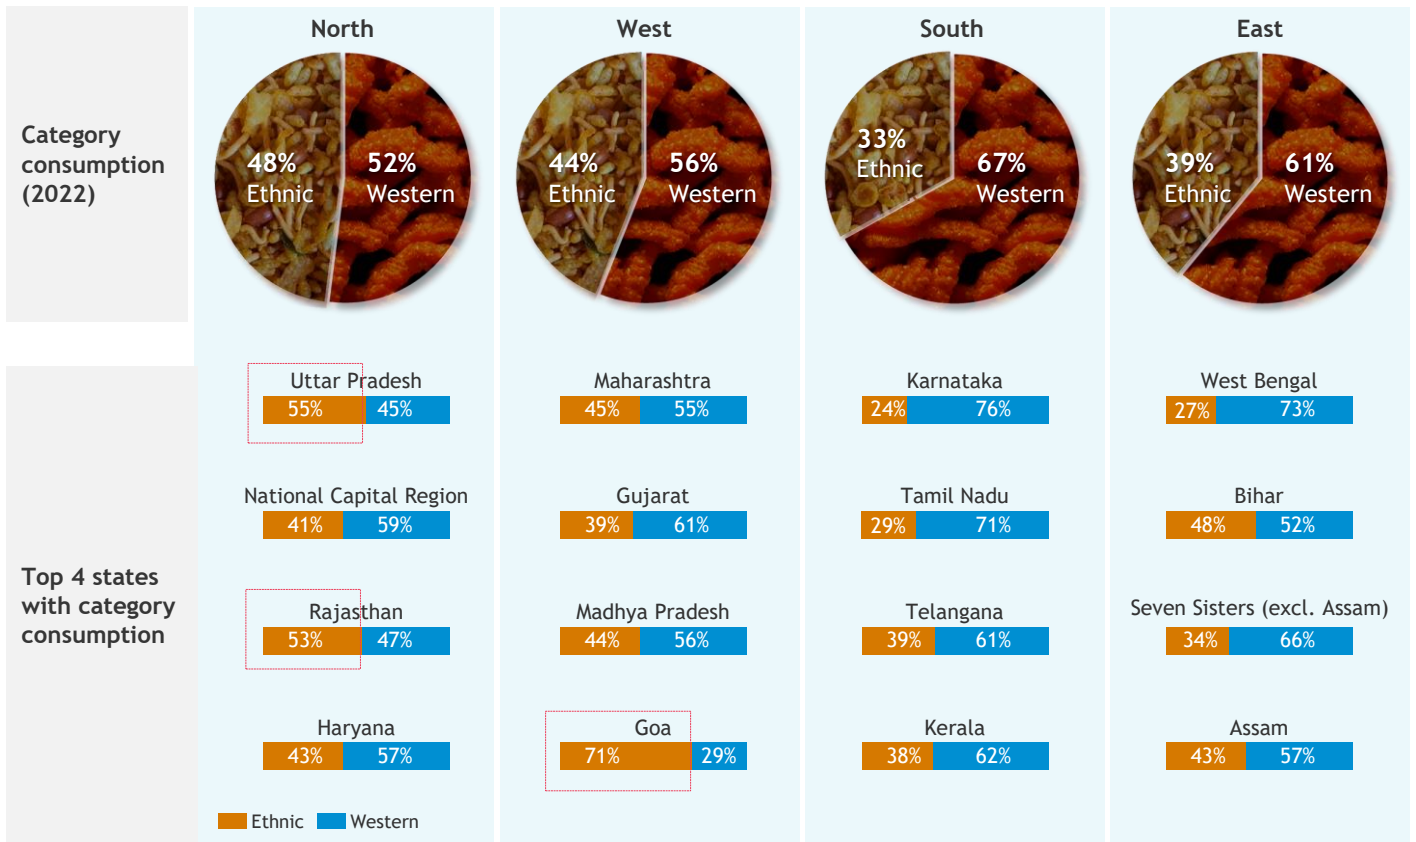 North
West
South
East
Category
consumption
(2022)
48%
Ethnic
52%
Western
44%
Ethnic
56%
Western
33%
Ethnic
67%
Western
39%
Ethnic
61%
Western
Top 4 states
with category
consumption
Uttar Pradesh
55% 45%
Maharashtra
45% 55%
Karnataka
24% 76%
West Bengal
27% 73%
National Capital Region
41% 59%
Gujarat
39% 61%
Tamil Nadu
29% 71%
Bihar
48% 52%
Rajasthan
53% 47%
Madhya Pradesh
44% 56%
Telangana
39% 61%
Seven Sisters (excl. Assam)
34% 66%
Haryana
43% 57%
Goa
71% 29%
Kerala
38% 62%
Assam
43% 57%
Ethnic Western